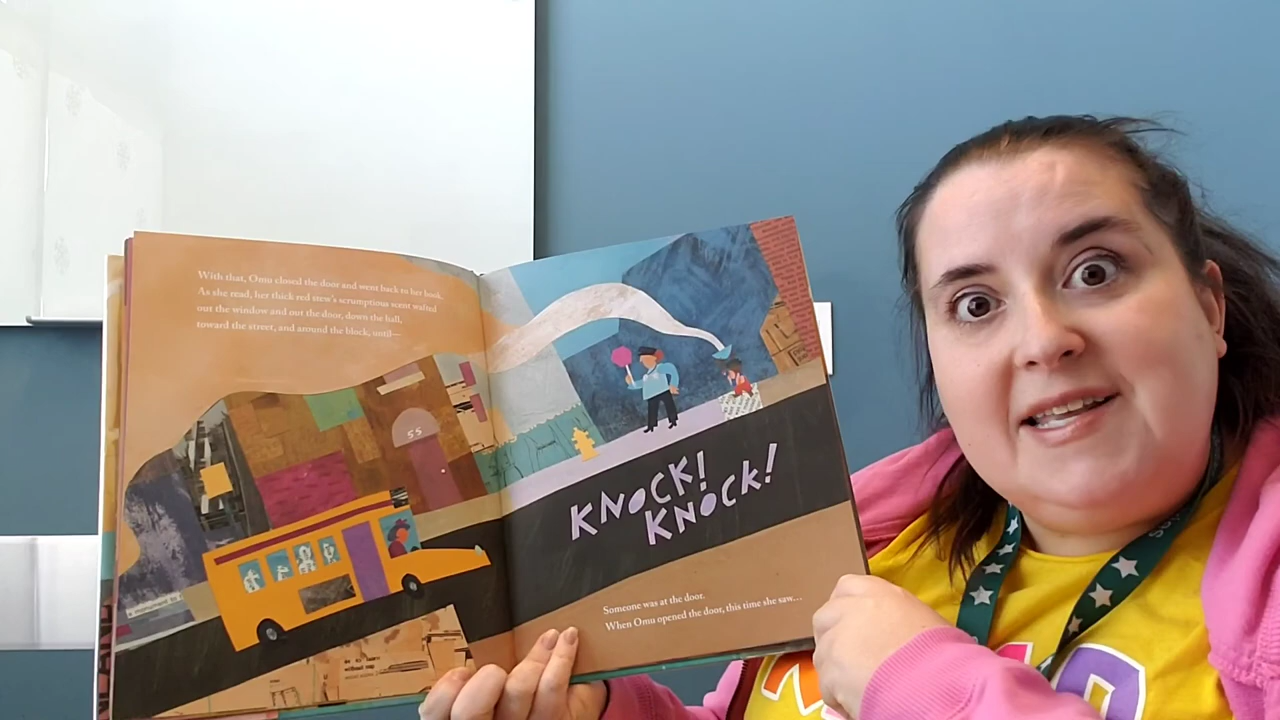 With that, Omu closed the door and went back to her book.
As she read, her thick red stew's scrumptious scent wafted
out the window and out the door, down the hall,
toward the street, and around the block, until—
55
KNOCK!
KNOCK!
Someone was at the door.
When Omu opened the door, this time she saw...